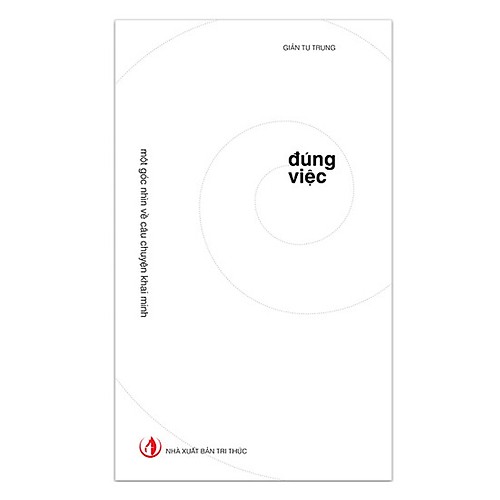 GIẢN TƯ TRUNG
đúng
việc
một góc nhìn về câu chuyện khai minh
NHÀ XUẤT BẢN TRI THỨC